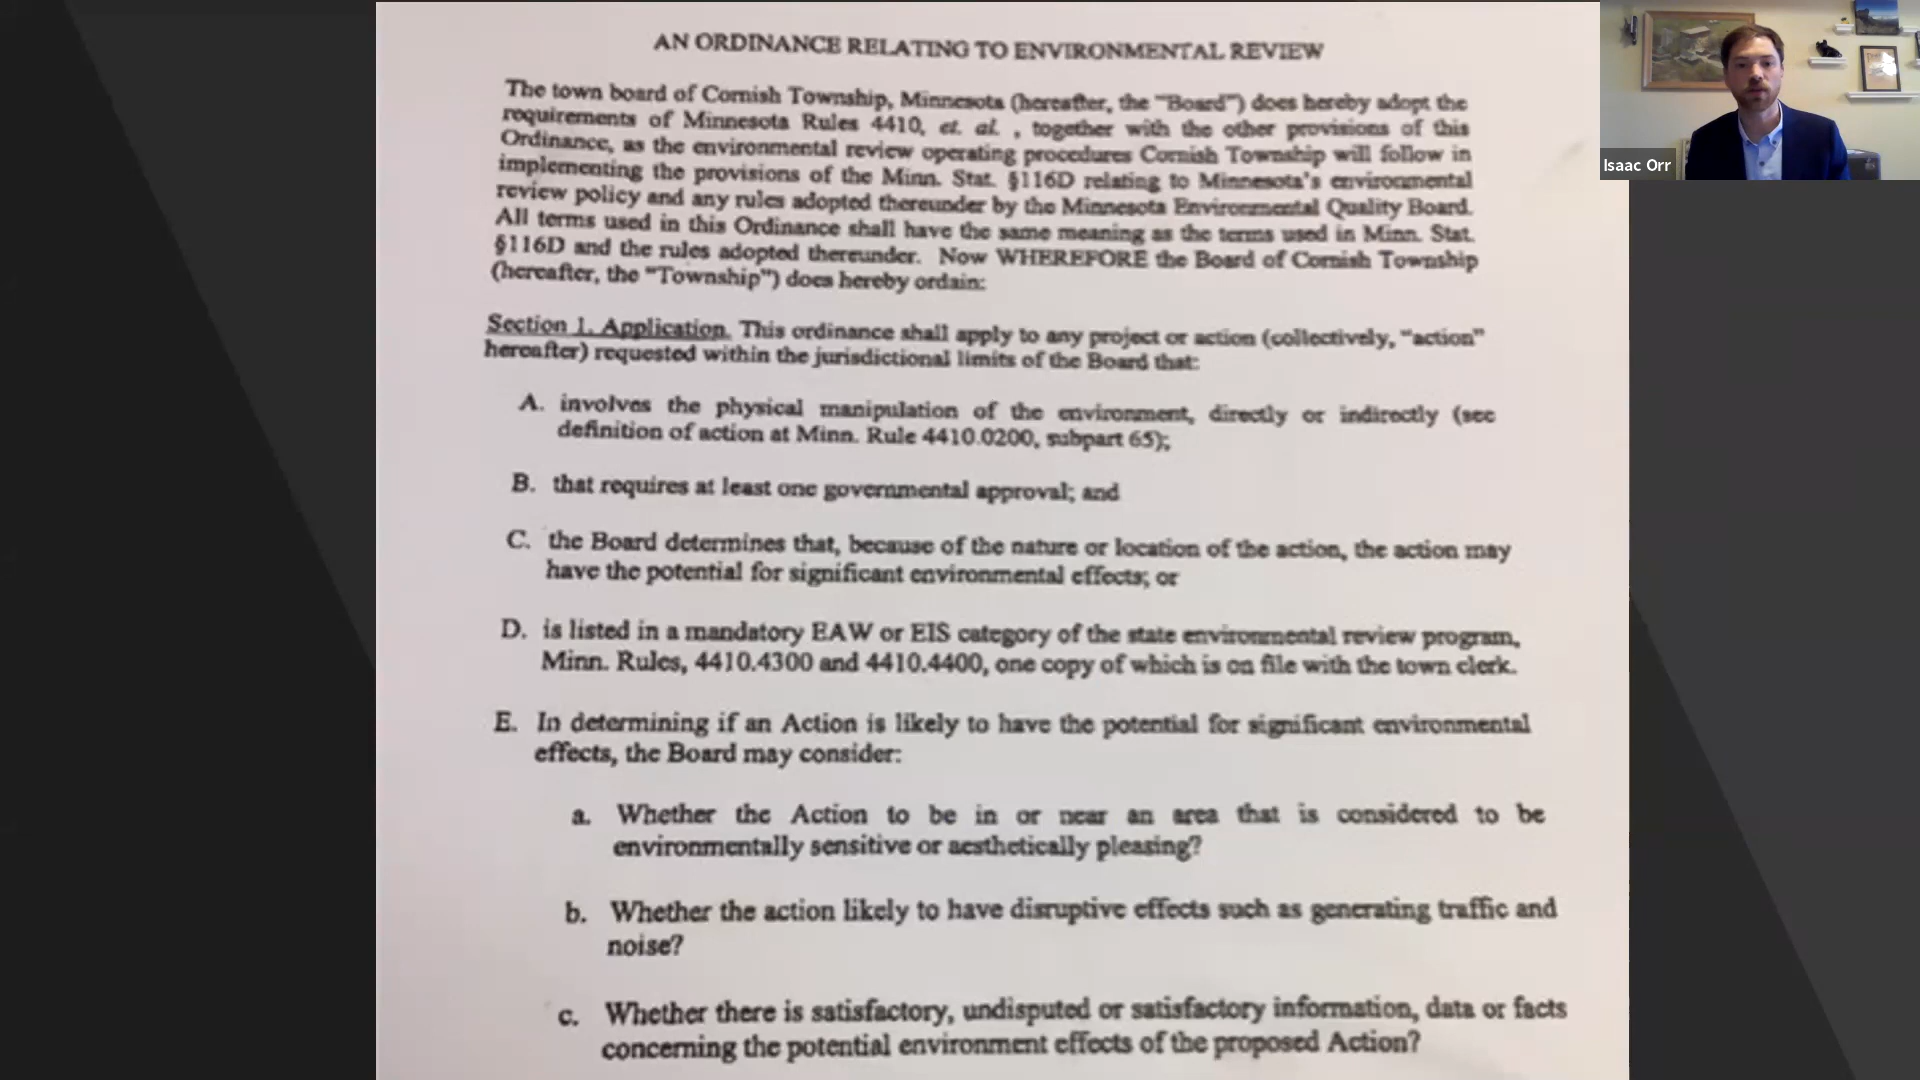 AN ORDINANCE RELATING TO ENVIRONMENTAL REVIEW
The town board of Cornish Township, Minnesota (hereafter, the "Board") does hereby adopt the
requirements of Minnesota Rules 4410, et. al. , together with the other provisions of this
Ordinance, as the environmental review operating procedures Cornish Township will follow in
implementing the provisions of the Minn. Stat. §116D relating to Minnesota's environmental
review policy and any rules adopted thereunder by the Minnesota Environmental Quality Board.
All terms used in this Ordinance shall have the same meaning as the terms used in Minn. Stat.
§116D and the rules adopted thereunder. Now WHEREFORE the Board of Cornish Township
(hereafter, the "Township") does hereby ordain:
Section 1. Application. This ordinance shall apply to any project or action (collectively, "action"
hereafter) requested within the jurisdictional limits of the Board that:
A. involves the physical manipulation of the environment, directly or indirectly (see
definition of action at Minn. Rule 4410.0200, subpart 65);
B. that requires at least one governmental approval; and
C. the Board determines that, because of the nature or location of the action, the action may
have the potential for significant environmental effects; or
D. is listed in a mandatory EAW or EIS category of the state environmental review program,
Minn. Rules, 4410.4300 and 4410.4400, one copy of which is on file with the town clerk.
E. In determining if an Action is likely to have the potential for significant environmental
effects, the Board may consider:
a. Whether the Action to be in or near an area that is considered to be
environmentally sensitive or aesthetically pleasing?
b. Whether the action likely to have disruptive effects such as generating traffic and
noise?
c. Whether there is satisfactory, undisputed or satisfactory information, data or facts
concerning the potential environment effects of the proposed Action?
Isaac Orr